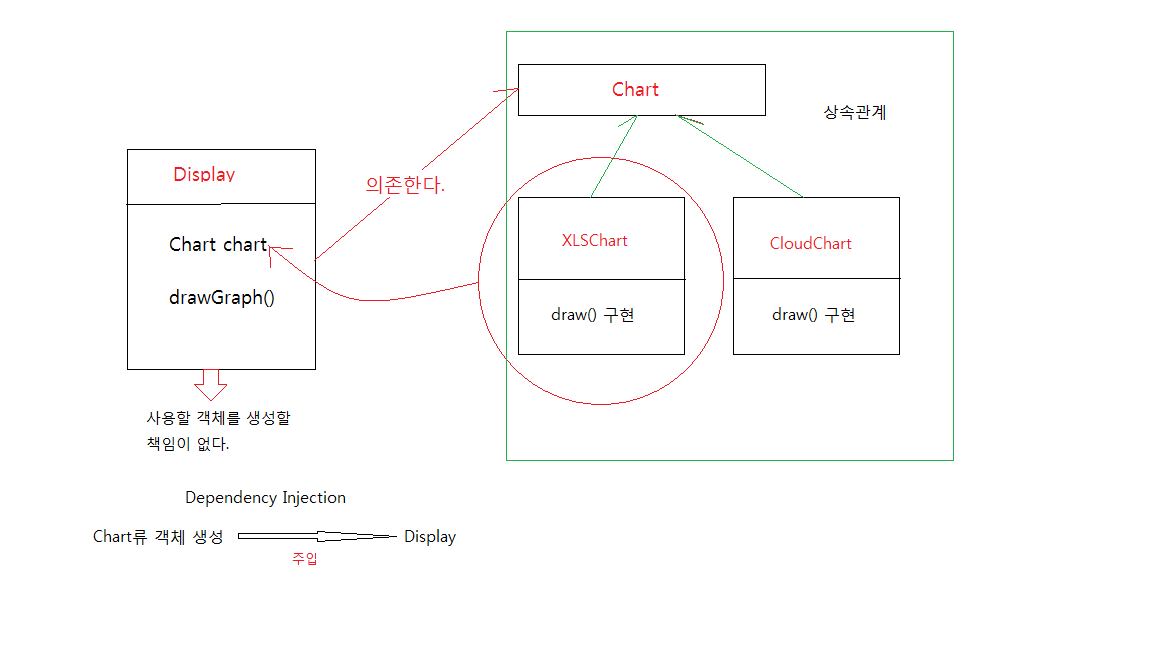 Chart
상속관계
Display
의존한다.
Chart chart
drawGraph()
XLSChart
draw() 구현
CloudChart
draw() 구현
사용할 객체를 생성할
책임이 없다.
Dependency Injection
Chart류 객체 생성
주입
Display